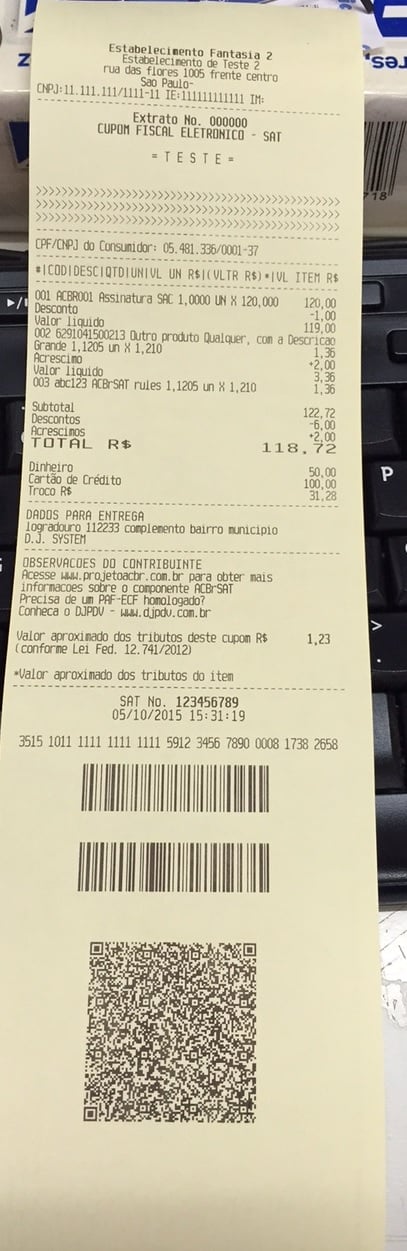 Estabelecimento Fantasia 2
Estabelecimento de Teste 2
rua das flores 1005 frente centro
Sao Paulo-
CNPJ:11.111.111/1111-11 IE:111111111111 IM:
Extrato No. 000000
CUPOM FISCAL ELETRONICO - SAT
= T E S T E =
CPF/CNPJ do Consumidor: 05.481.336/0001-37
#|COD|DESC|QTD|UN|VL UN R$|(VLTR R$)*|VL ITEM R$
001 ACBR001 Assinatura SAC 1,0000 UN X 120,000 120,00
Desconto -1,00
Valor liquido 119,00
002 6291041500213 Outro produto Qualquer, com a Descricao
Grande 1,1205 un X 1,210 1,36
Acrescimo +2,00
Valor liquido 3,36
003 abc123 ACBrSAT rules 1,1205 un X 1,210 1,36
Subtotal 122,72
Descontos -6,00
Acrescimos +2,00
TOTAL R$ 118,72
Dinheiro 50,00
Cartão de Crédito 100,00
Troco R$ 31,28
DADOS PARA ENTREGA
logradouro 112233 complemento bairro municipio
D.J. SYSTEM
OBSERVACOES DO CONTRIBUINTE
Acesse www.projetoacbr.com.br para obter mais
informacoes sobre o componente ACBrSAT
Precisa de um PAF-ECF homologado?
Conheca o DJPDV - www.djpdv.com.br
Valor aproximado dos tributos deste cupom R$ 1,23
(conforme Lei Fed. 12.741/2012)
*Valor aproximado dos tributos do item
SAT No. 123456789
05/10/2015 15:31:19
3515 1011 1111 1111 1111 5912 3456 7890 0008 1738 2658
P